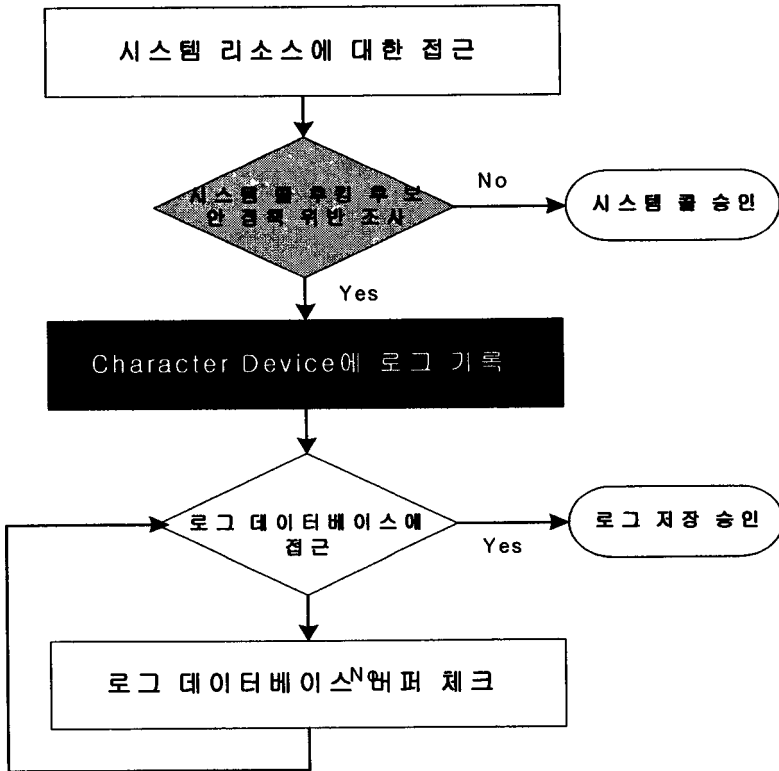 시스템 리소스에 대한 접근
시스템 콜 후킹 후 보
안 정책 위반 조사
No
시스템 콜 승인
Yes
Character Device에 로그 기록
로그 데이터베이스에
접근
Yes
로그 저장 승인
No
로그 데이터베이스 버퍼 체크